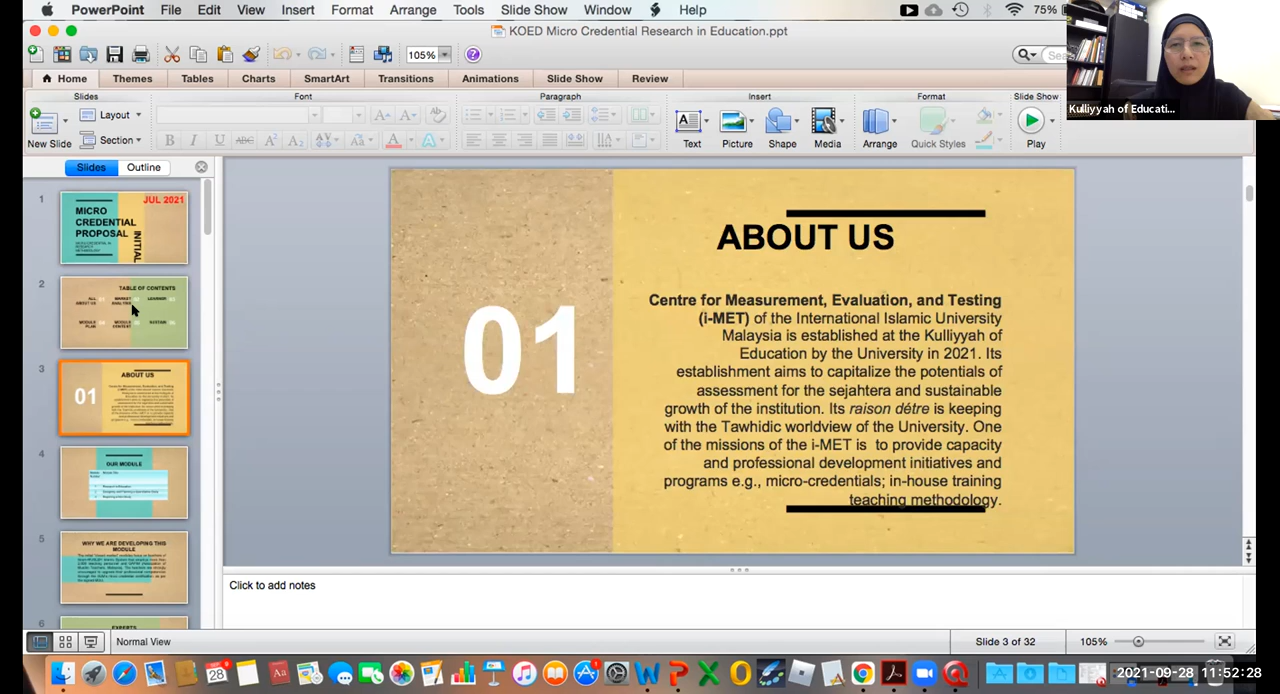 PowerPoint File Edit View Insert Format Arrange Tools Slide Show Window Help 75%
KOED Micro Credential Research in Education.ppt
105%
Home Themes Tables Charts SmartArt Transitions Animations Slide Show Review
Slides Font Paragraph Insert Format Slide Show
Layout
Section
New Slide Text Picture Shape Media Arrange Quick Styles Play
Kulliyyah of Educati...
Slides Outline
1
JUL 2021
MICRO
CREDENTIAL
PROPOSAL
INITIAL
2
TABLE OF CONTENTS
3
01
ABOUT US
4
OUR MODULE
5
WHY WE ARE DEVELOPING THIS
MODULE
6
EXPERTS
01
ABOUT US
Centre for Measurement, Evaluation, and Testing
(i-MET) of the International Islamic University
Malaysia is established at the Kulliyyah of
Education by the University in 2021. Its
establishment aims to capitalize the potentials of
assessment for the sejahtera and sustainable
growth of the institution. Its raison détre is keeping
with the Tawhidic worldview of the University. One
of the missions of the i-MET is to provide capacity
and professional development initiatives and
programs e.g., micro-credentials; in-house training
teaching methodology.
Click to add notes
Normal View Slide 3 of 32 105%
2021-09-28 11:52:28